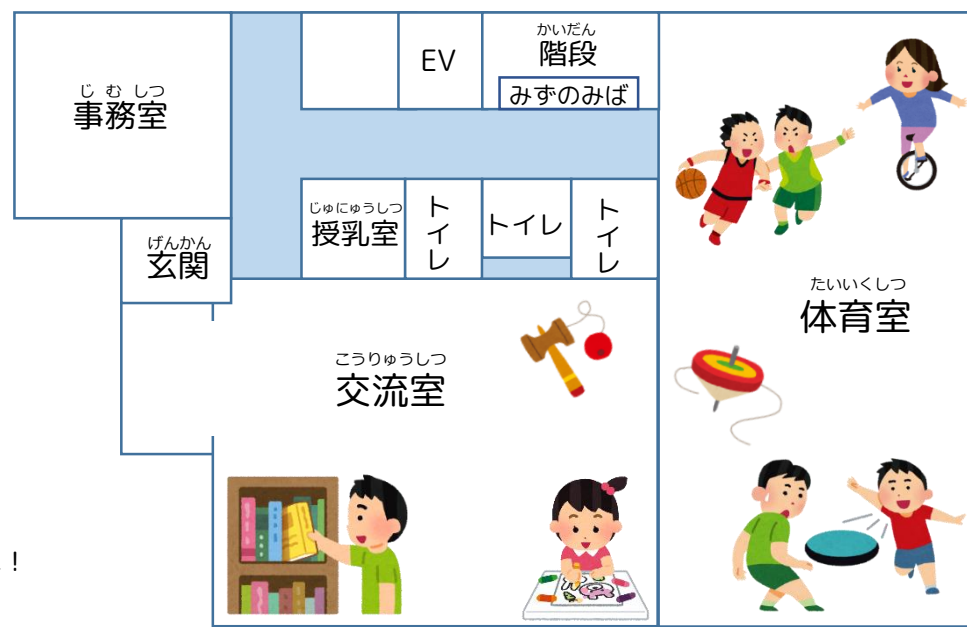 じむしつ
事務室
EV
かいだん
階段
みずのみば
げんかん
玄関
じゅにゅうしつ
授乳室
トイレ
トイレ
トイレ
たいいくしつ
体育室
こうりゅうしつ
交流室
!